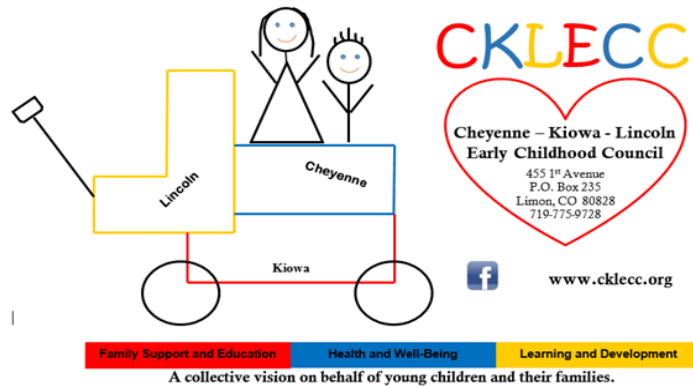 CKLECC
Cheyenne – Kiowa - Lincoln
Early Childhood Council
455 1st Avenue
P.O. Box 235
Limon, CO 80828
719-775-9728
Lincoln
Cheyenne
Kiowa
f
www.cklecc.org
Family Support and Education Health and Well-Being Learning and Development
A collective vision on behalf of young children and their families.